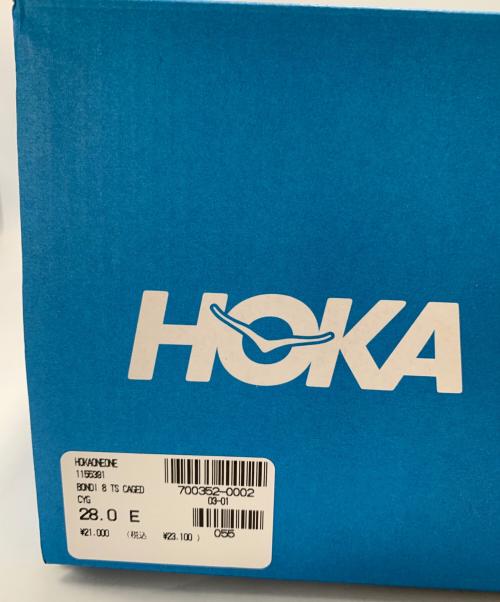 HOKA
HOKAONEONE
1155391
BONDI 8 TS CAGED
CYG
28.0 E
¥21.000 (税込 ¥23.100 )
700352-0002
03-01
055